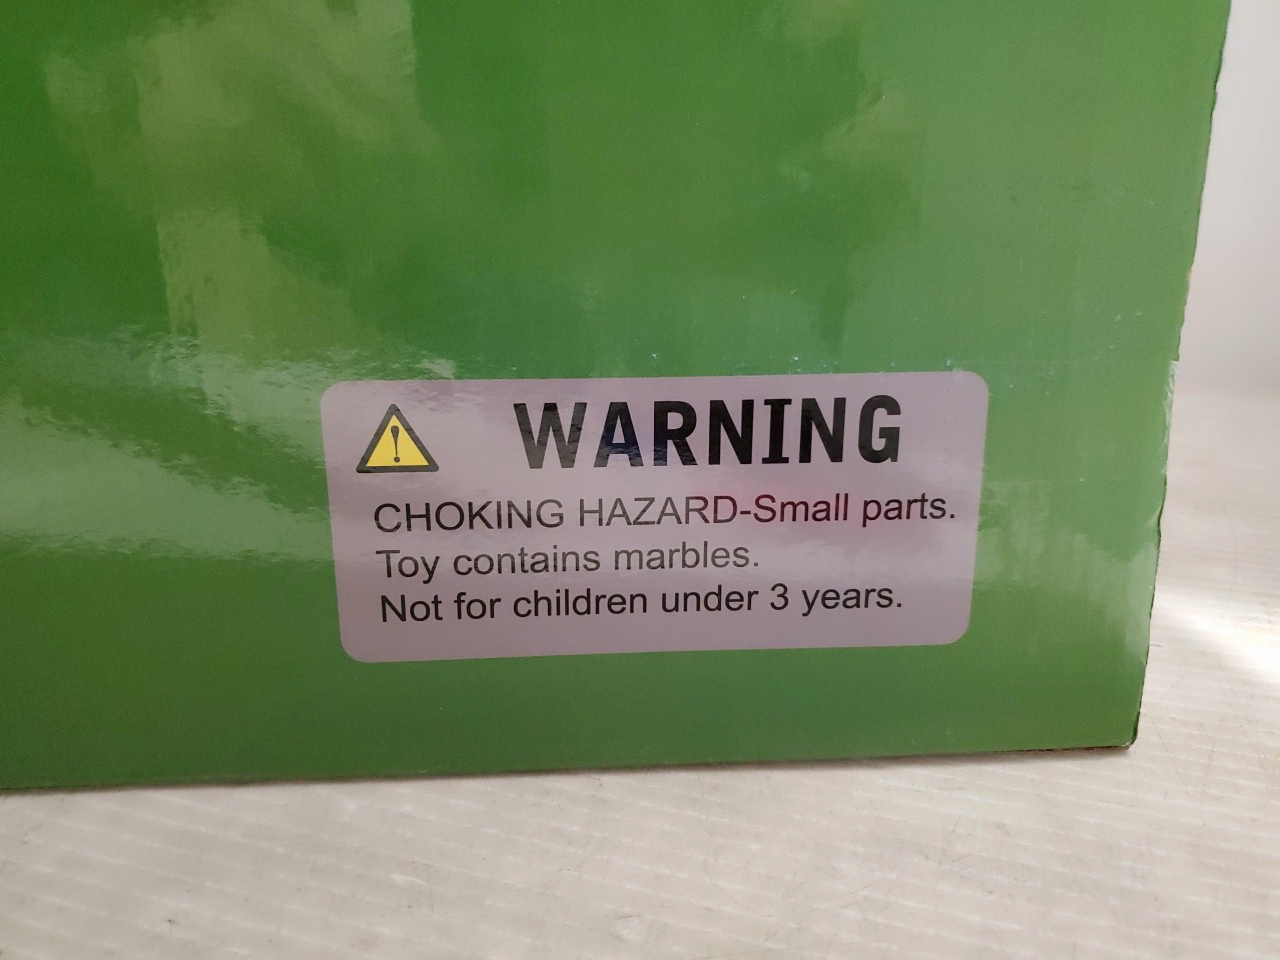 WARNING
CHOKING HAZARD-Small parts.
Toy contains marbles.
Not for children under 3 years.